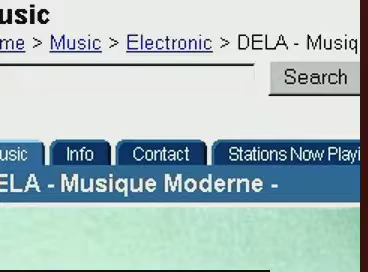 usic
me > Music > Electronic > DELA - Musiq
Search
usic Info Contact Stations Now Playi
ELA - Musique Moderne -